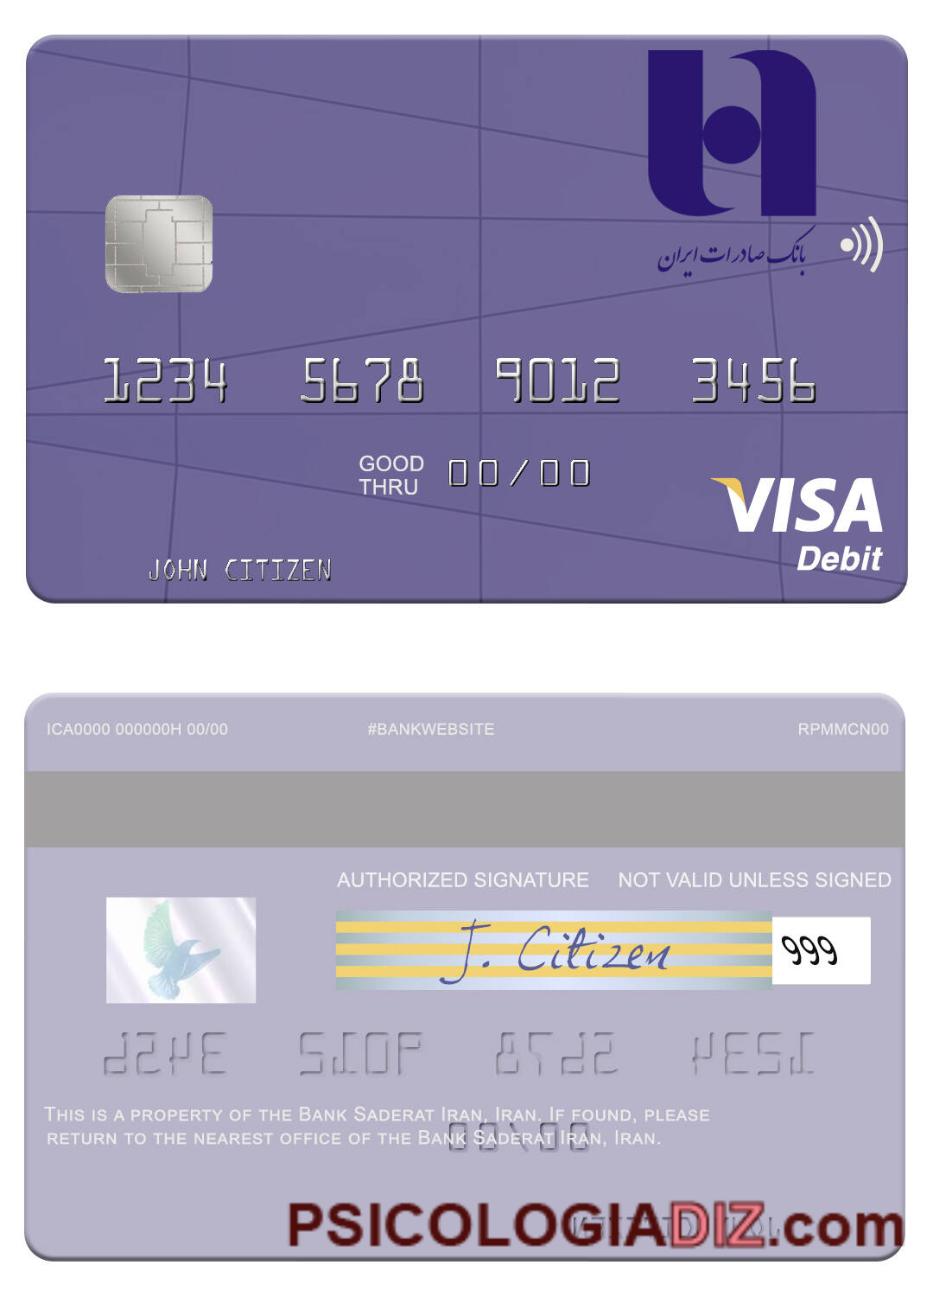 بانک صادرات ایران
1234 5678 9012 3456
GOOD THRU 00/00
VISA
Debit
JOHN CITIZEN
ICA0000 000000H 00/00 #BANKWEBSITE RPMMCN00
AUTHORIZED SIGNATURE NOT VALID UNLESS SIGNED
J. Citizen 999
THIS IS A PROPERTY OF THE BANK SADERAT IRAN, IRAN. IF FOUND, PLEASE
RETURN TO THE NEAREST OFFICE OF THE BANK SADERAT IRAN, IRAN.
PSICOLOGIADIZ.com